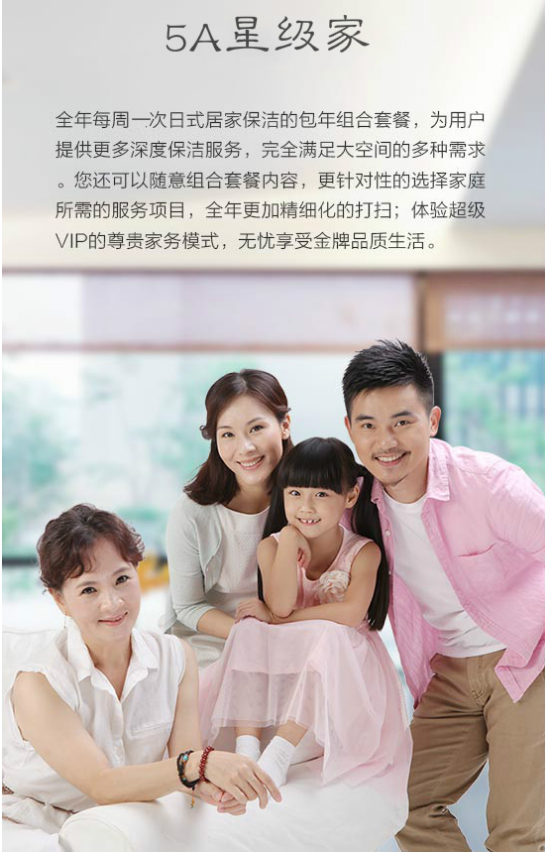 5A星级家
全年每周一次日式居家保洁的包年组合套餐，为用户
提供更多深度保洁服务，完全满足大空间的多种需求
。您还可以随意组合套餐内容，更针对性的选择家庭
所需的服务项目，全年更加精细化的打扫；体验超级
VIP的尊贵家务模式，无忧享受金牌品质生活。